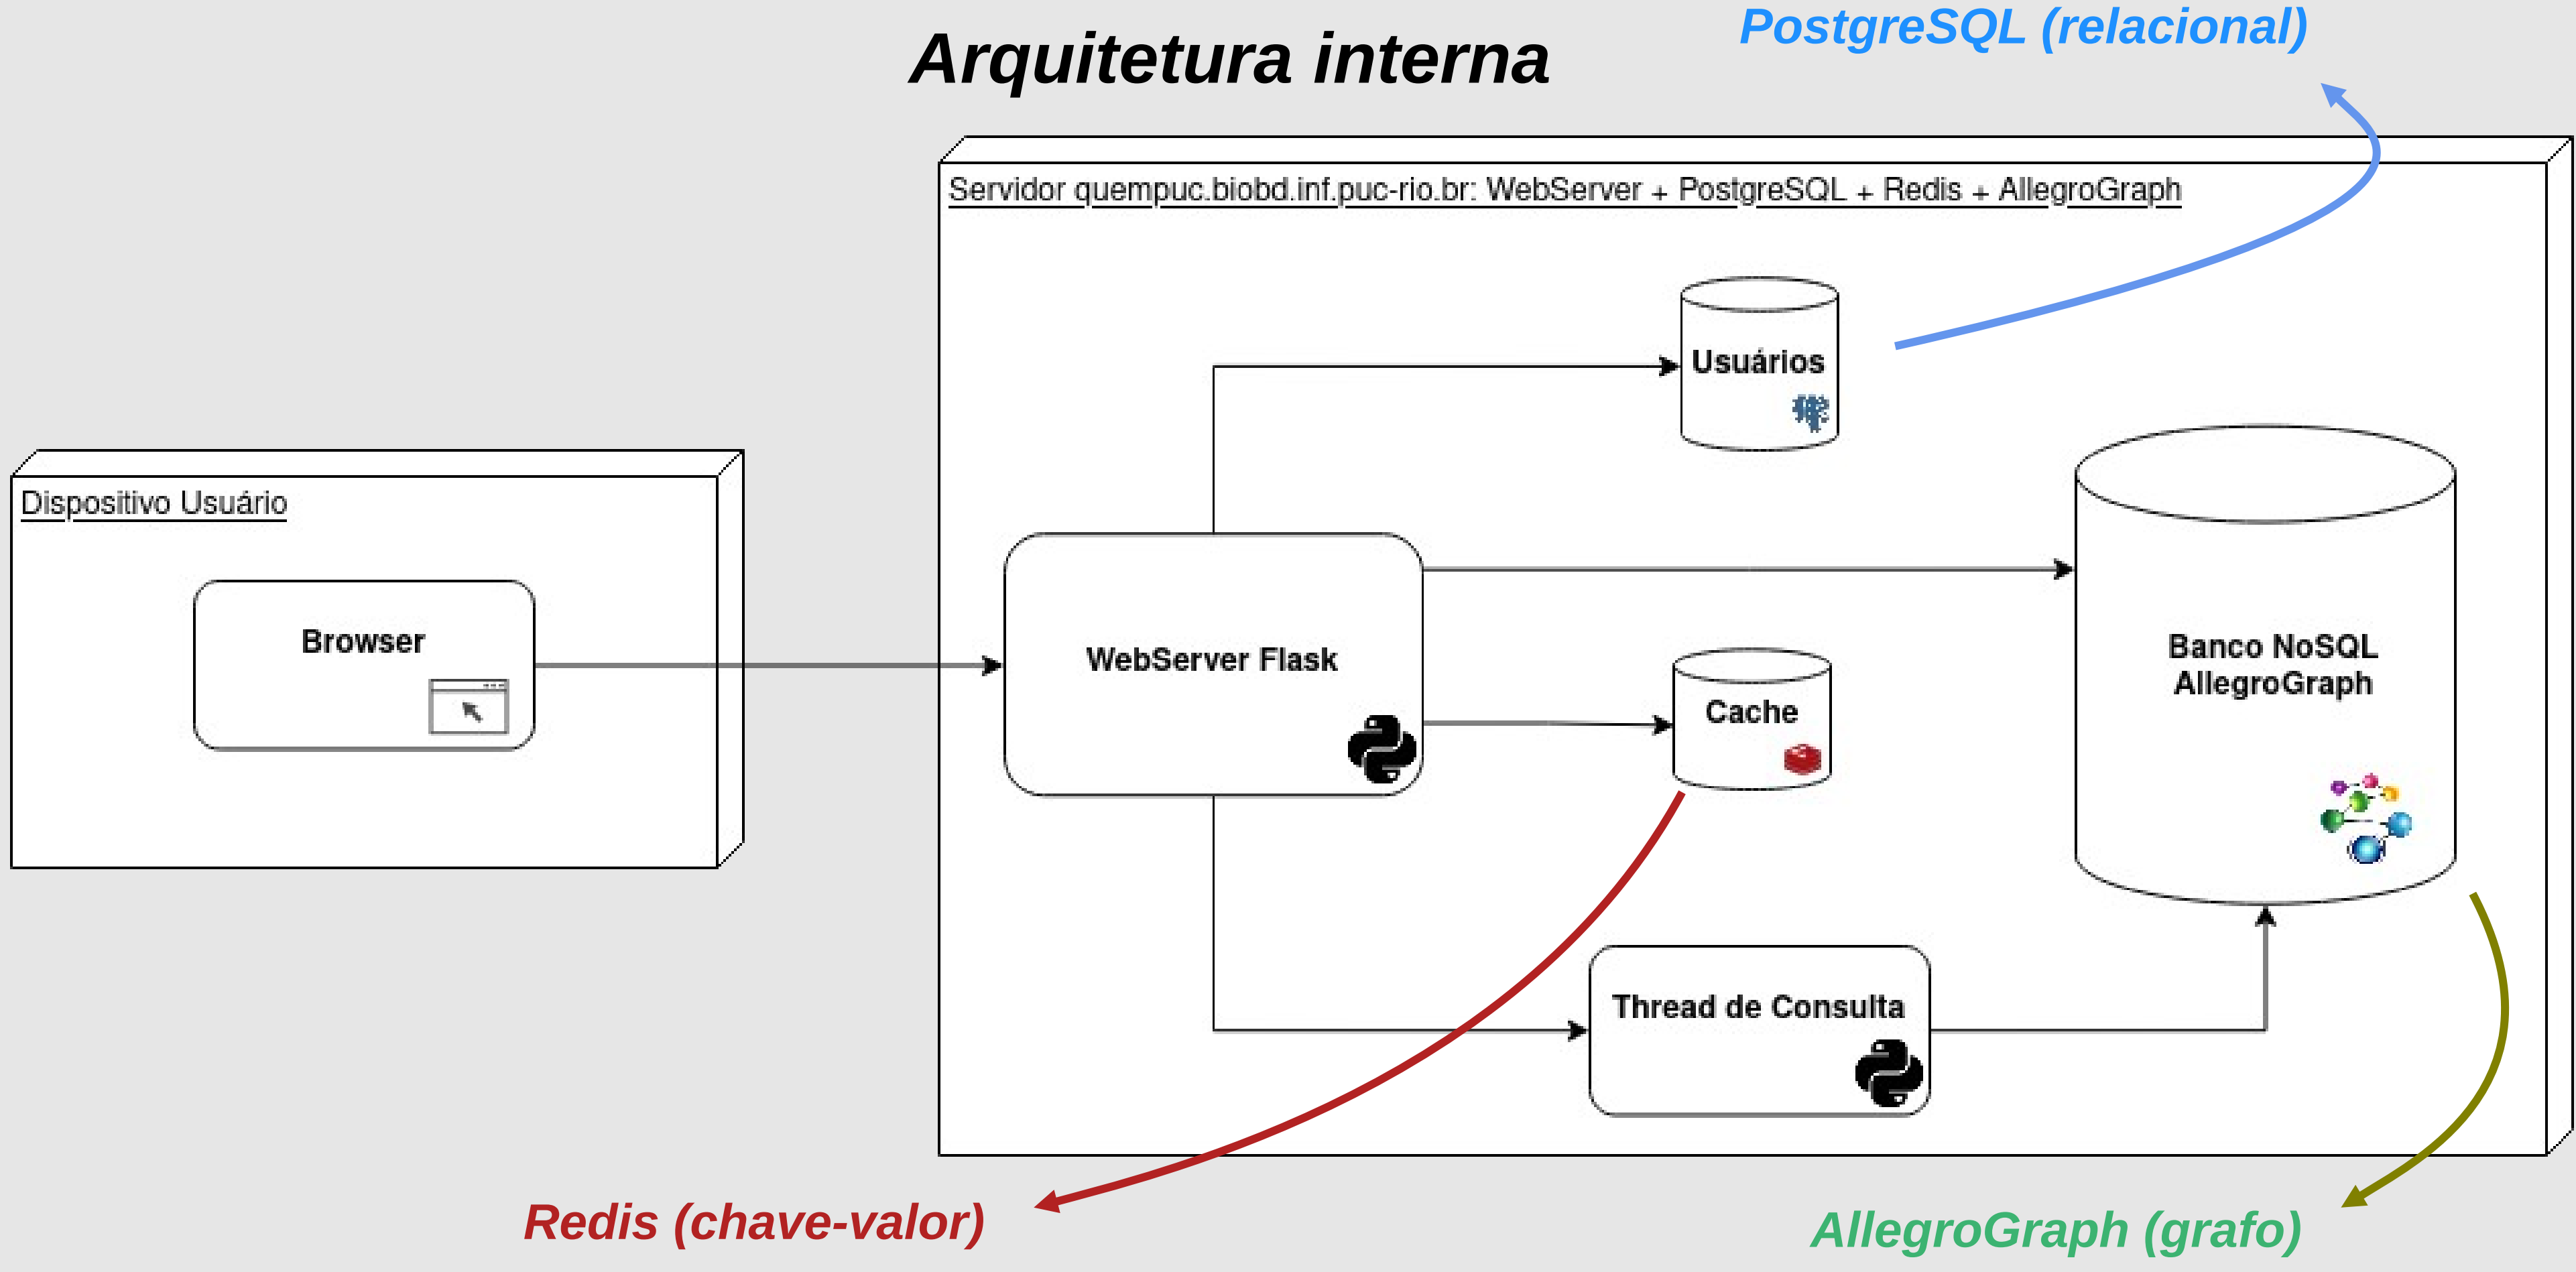 PostgreSQL (relacional)
Arquitetura interna
Servidor quempuc.biobd.inf.puc-rio.br: WebServer + PostgreSQL + Redis + AllegroGraph
Usuários
Dispositivo Usuário
Browser
WebServer Flask
Banco NoSQL
AllegroGraph
Cache
Thread de Consulta
Redis (chave-valor)
AllegroGraph (grafo)